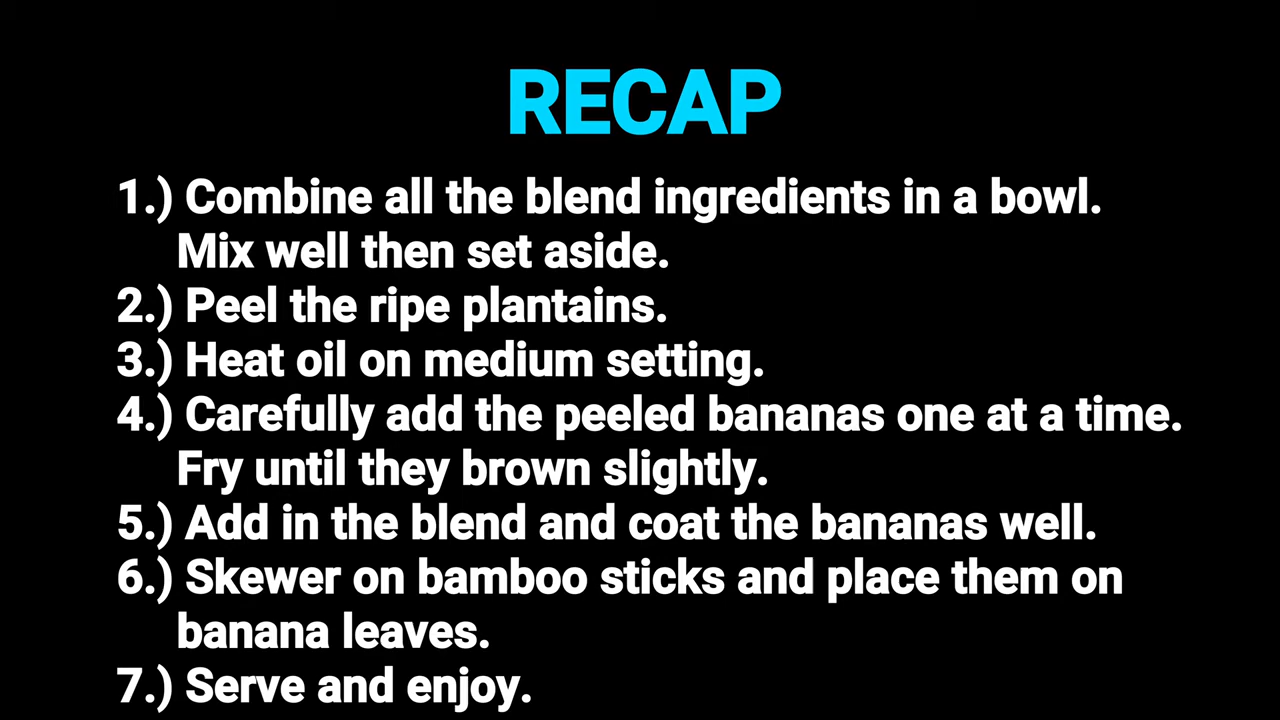 RECAP
1.) Combine all the blend ingredients in a bowl.
Mix well then set aside.
2.) Peel the ripe plantains.
3.) Heat oil on medium setting.
4.) Carefully add the peeled bananas one at a time.
Fry until they brown slightly.
5.) Add in the blend and coat the bananas well.
6.) Skewer on bamboo sticks and place them on
banana leaves.
7.) Serve and enjoy.